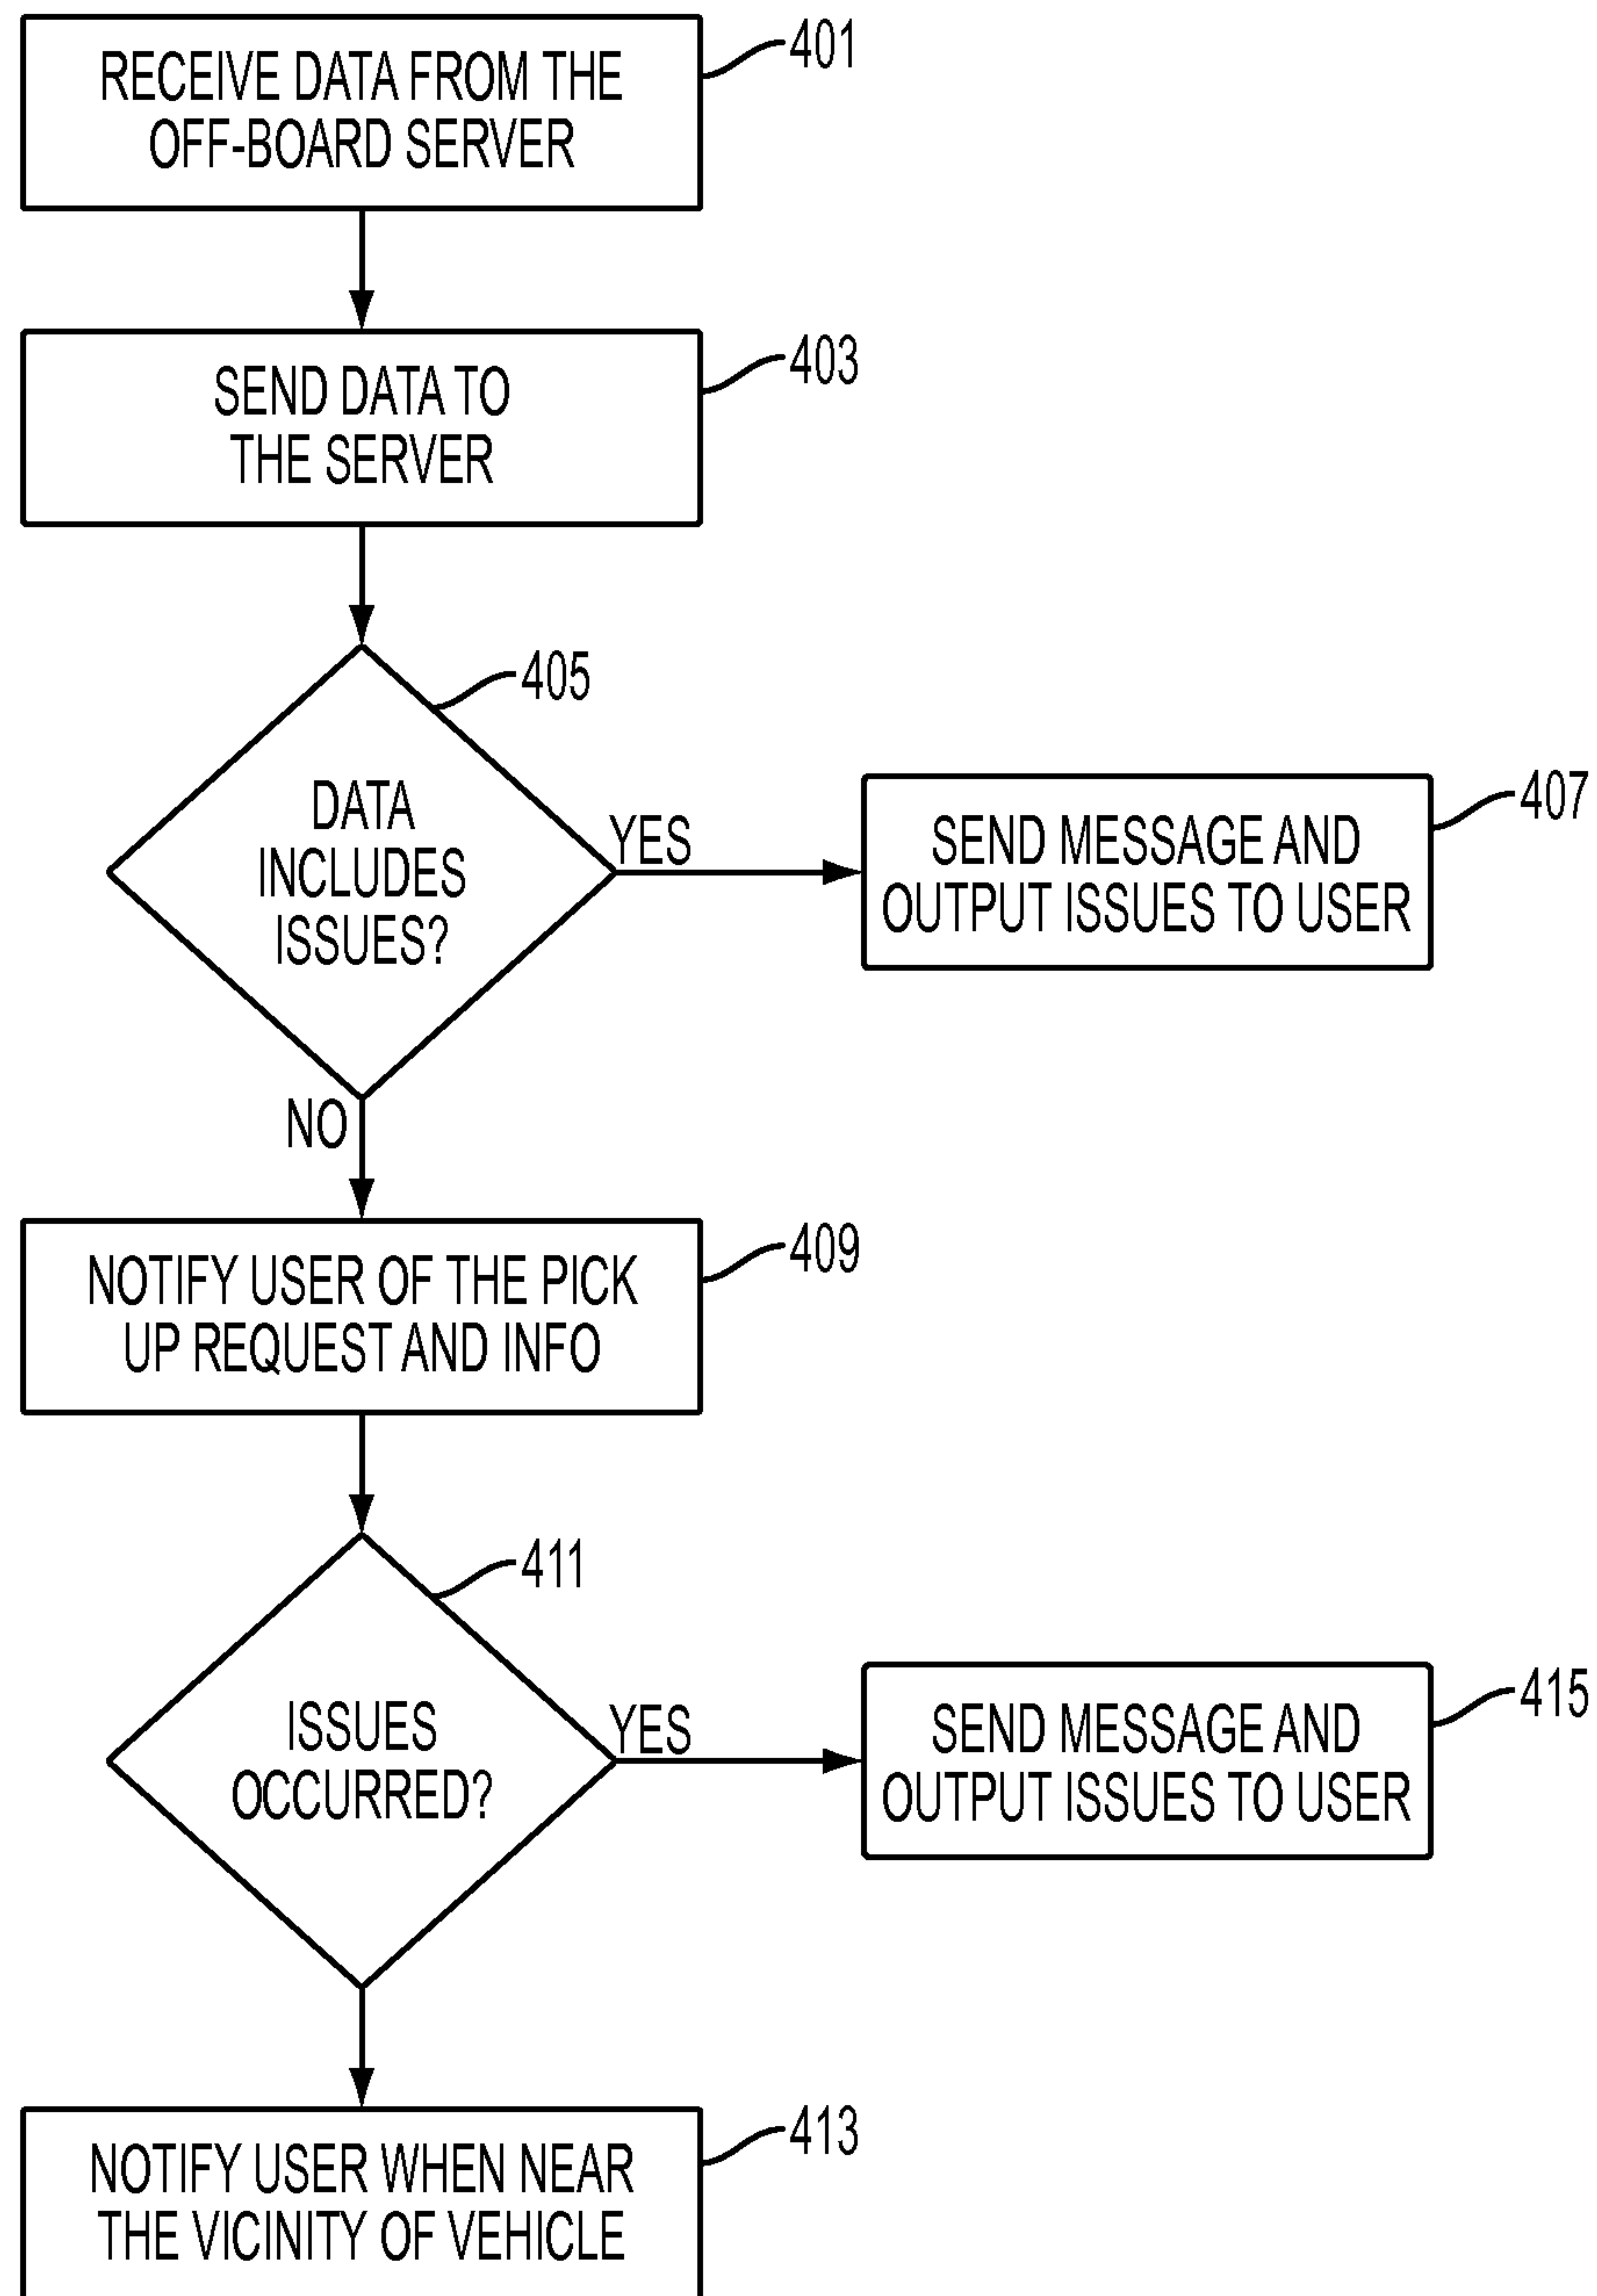 RECEIVE DATA FROM THE
OFF-BOARD SERVER
401
SEND DATA TO
THE SERVER
403
405
DATA
INCLUDES
ISSUES?
YES
SEND MESSAGE AND
OUTPUT ISSUES TO USER
407
NO
NOTIFY USER OF THE PICK
UP REQUEST AND INFO
409
411
ISSUES
OCCURRED?
YES
SEND MESSAGE AND
OUTPUT ISSUES TO USER
415
NOTIFY USER WHEN NEAR
THE VICINITY OF VEHICLE
413